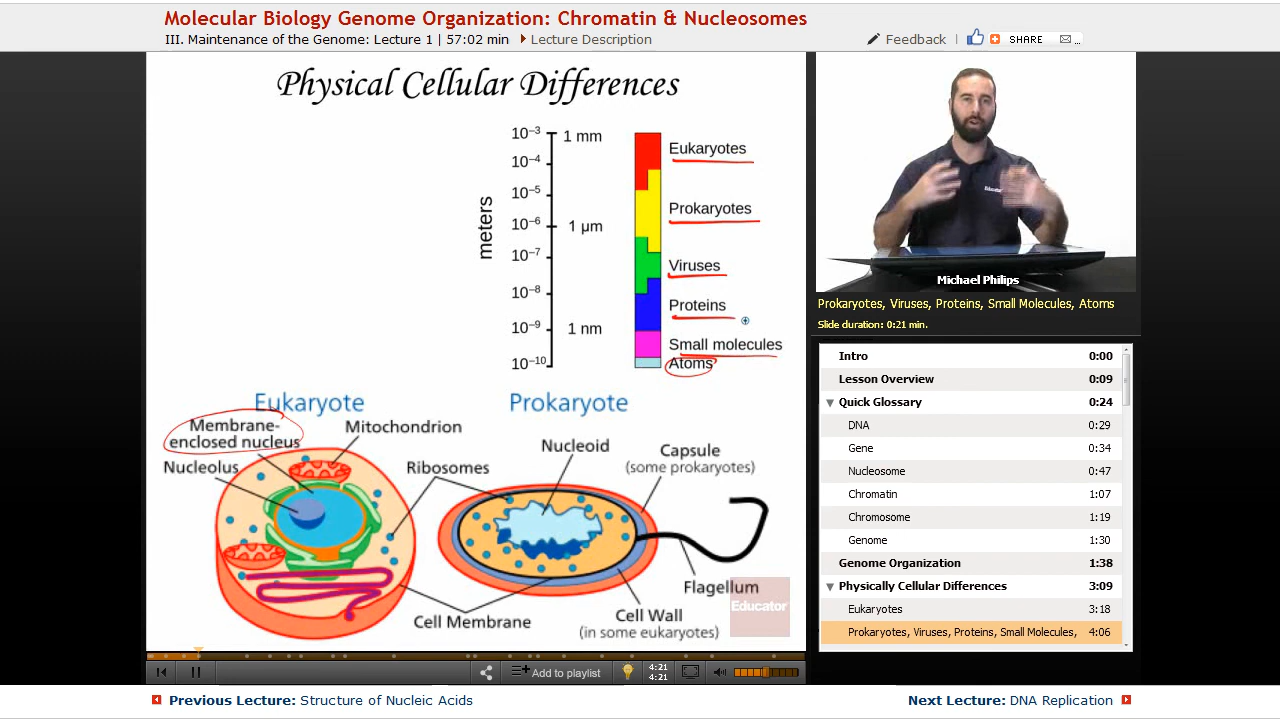 Molecular Biology Genome Organization: Chromatin & Nucleosomes
III. Maintenance of the Genome: Lecture 1 | 57:02 min
Lecture Description
Feedback
SHARE
...
Physical Cellular Differences
meters
10⁻³ 1 mm
10⁻⁴
10⁻⁵
10⁻⁶ 1 μm
10⁻⁷
10⁻⁸
10⁻⁹ 1 nm
10⁻¹⁰
Eukaryotes
Prokaryotes
Viruses
Proteins
Small molecules
Atoms
Eukaryote
Membrane-
enclosed nucleus
Mitochondrion
Nucleolus
Ribosomes
Prokaryote
Nucleoid
Capsule
(some prokaryotes)
Flagellum
Cell Membrane
Cell Wall
(in some eukaryotes)
Educator
Michael Philips
Prokaryotes, Viruses, Proteins, Small Molecules, Atoms
Slide duration: 0:21 min.
Intro 0:00
Lesson Overview 0:09
Quick Glossary 0:24
DNA 0:29
Gene 0:34
Nucleosome 0:47
Chromatin 1:07
Chromosome 1:19
Genome 1:30
Genome Organization 1:38
Physically Cellular Differences 3:09
Eukaryotes 3:18
Prokaryotes, Viruses, Proteins, Small Molecules, 4:06
Add to playlist
4:21
4:21
Previous Lecture: Structure of Nucleic Acids
Next Lecture: DNA Replication